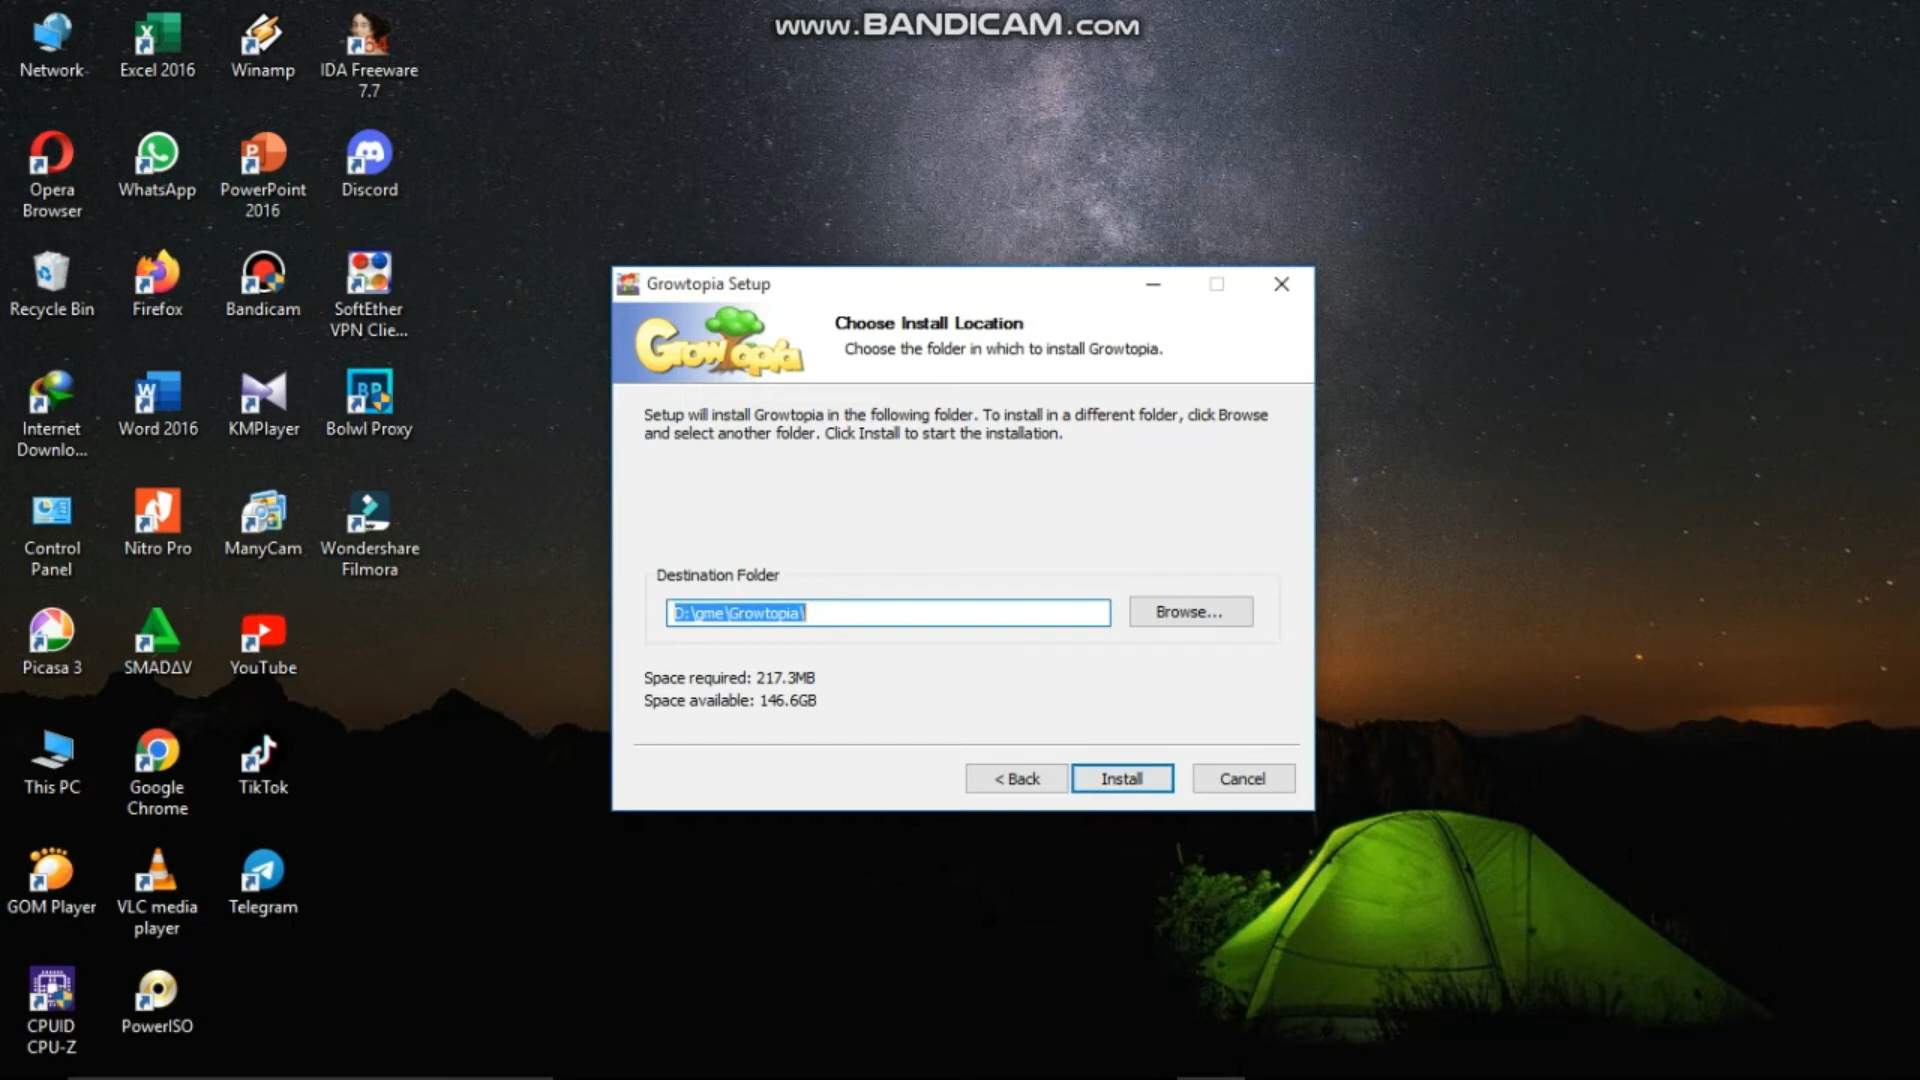 www.BANDICAM.com
Network
Excel 2016
Winamp
IDA Freeware
7.7
64
Opera
Browser
WhatsApp
PowerPoint
2016
Discord
Recycle Bin
Firefox
Bandicam
SoftEther
VPN Clie...
Internet
Downlo...
Word 2016
KMPlayer
BP
Bolwl Proxy
Control
Panel
Nitro Pro
ManyCam
Wondershare
Filmora
Picasa 3
SMADΔV
YouTube
This PC
Google
Chrome
TikTok
GOM Player
VLC media
player
Telegram
CPUID
CPU-Z
PowerISO
Growtopia Setup
Growtopia
Choose Install Location
Choose the folder in which to install Growtopia.
Setup will install Growtopia in the following folder. To install in a different folder, click Browse
and select another folder. Click Install to start the installation.
Destination Folder
D:\gme\Growtopia\
Browse...
Space required: 217.3MB
Space available: 146.6GB
< Back
Install
Cancel